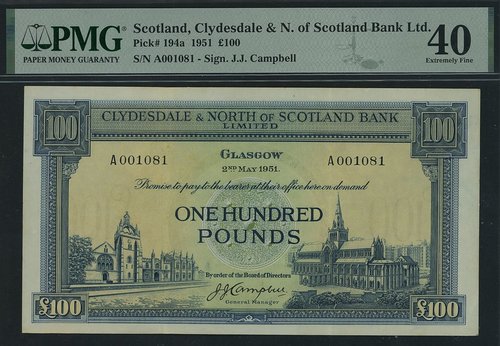 PMG
PAPER MONEY GUARANTY
Scotland, Clydesdale & N. of Scotland Bank Ltd.
Pick# 194a 1951 £100
S/N A001081 - Sign. J.J. Campbell
40
Extremely Fine
100
CLYDESDALE & NORTH OF SCOTLAND BANK
LIMITED
100
A 001081
GLASGOW
2ND MAY 1951.
A 001081
Promise to pay to the bearer at their office here on demand
ONE HUNDRED
POUNDS
By order of the Board of Directors
J.J. Campbell
General Manager
£100
£100